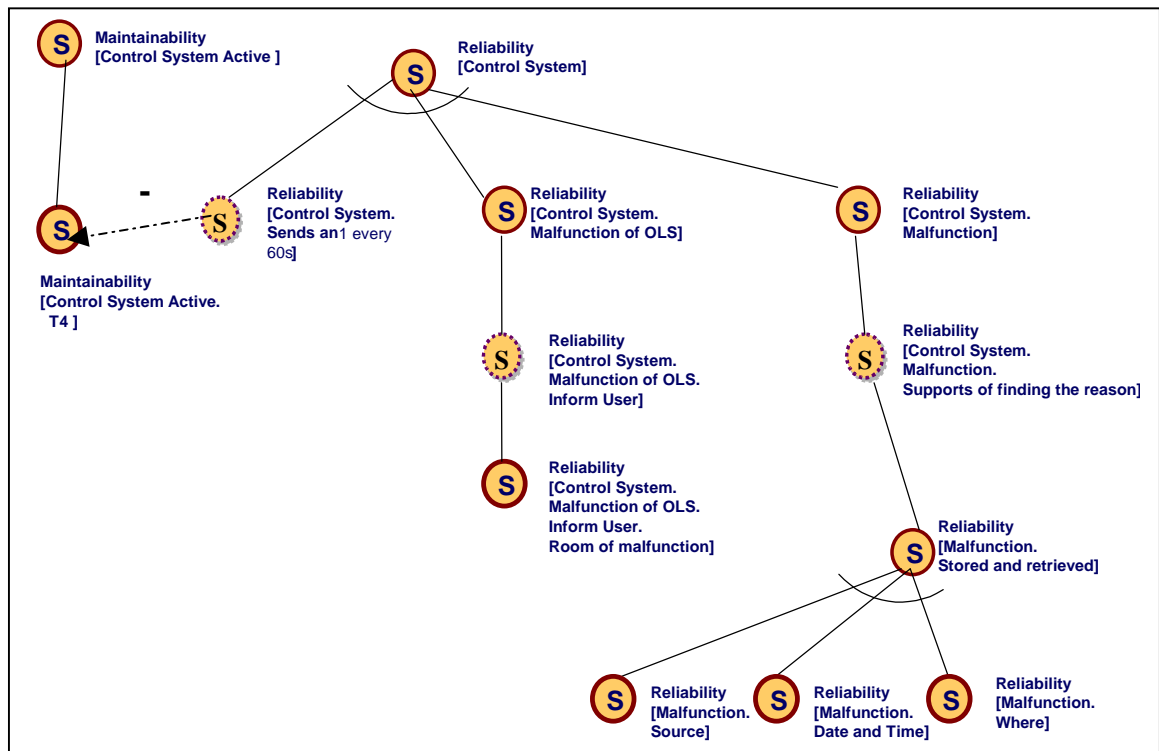 S
Maintainability
[Control System Active ]
S
Reliability
[Control System]
-
S
Maintainability
[Control System Active.
T4 ]
S
Reliability
[Control System.
Sends an1 every
60s]
S
Reliability
[Control System.
Malfunction of OLS]
S
Reliability
[Control System.
Malfunction]
S
Reliability
[Control System.
Malfunction of OLS.
Inform User]
S
Reliability
[Control System.
Malfunction.
Supports of finding the reason]
S
Reliability
[Control System.
Malfunction of OLS.
Inform User.
Room of malfunction]
S
Reliability
[Malfunction.
Stored and retrieved]
S
Reliability
[Malfunction.
Source]
S
Reliability
[Malfunction.
Date and Time]
S
Reliability
[Malfunction.
Where]